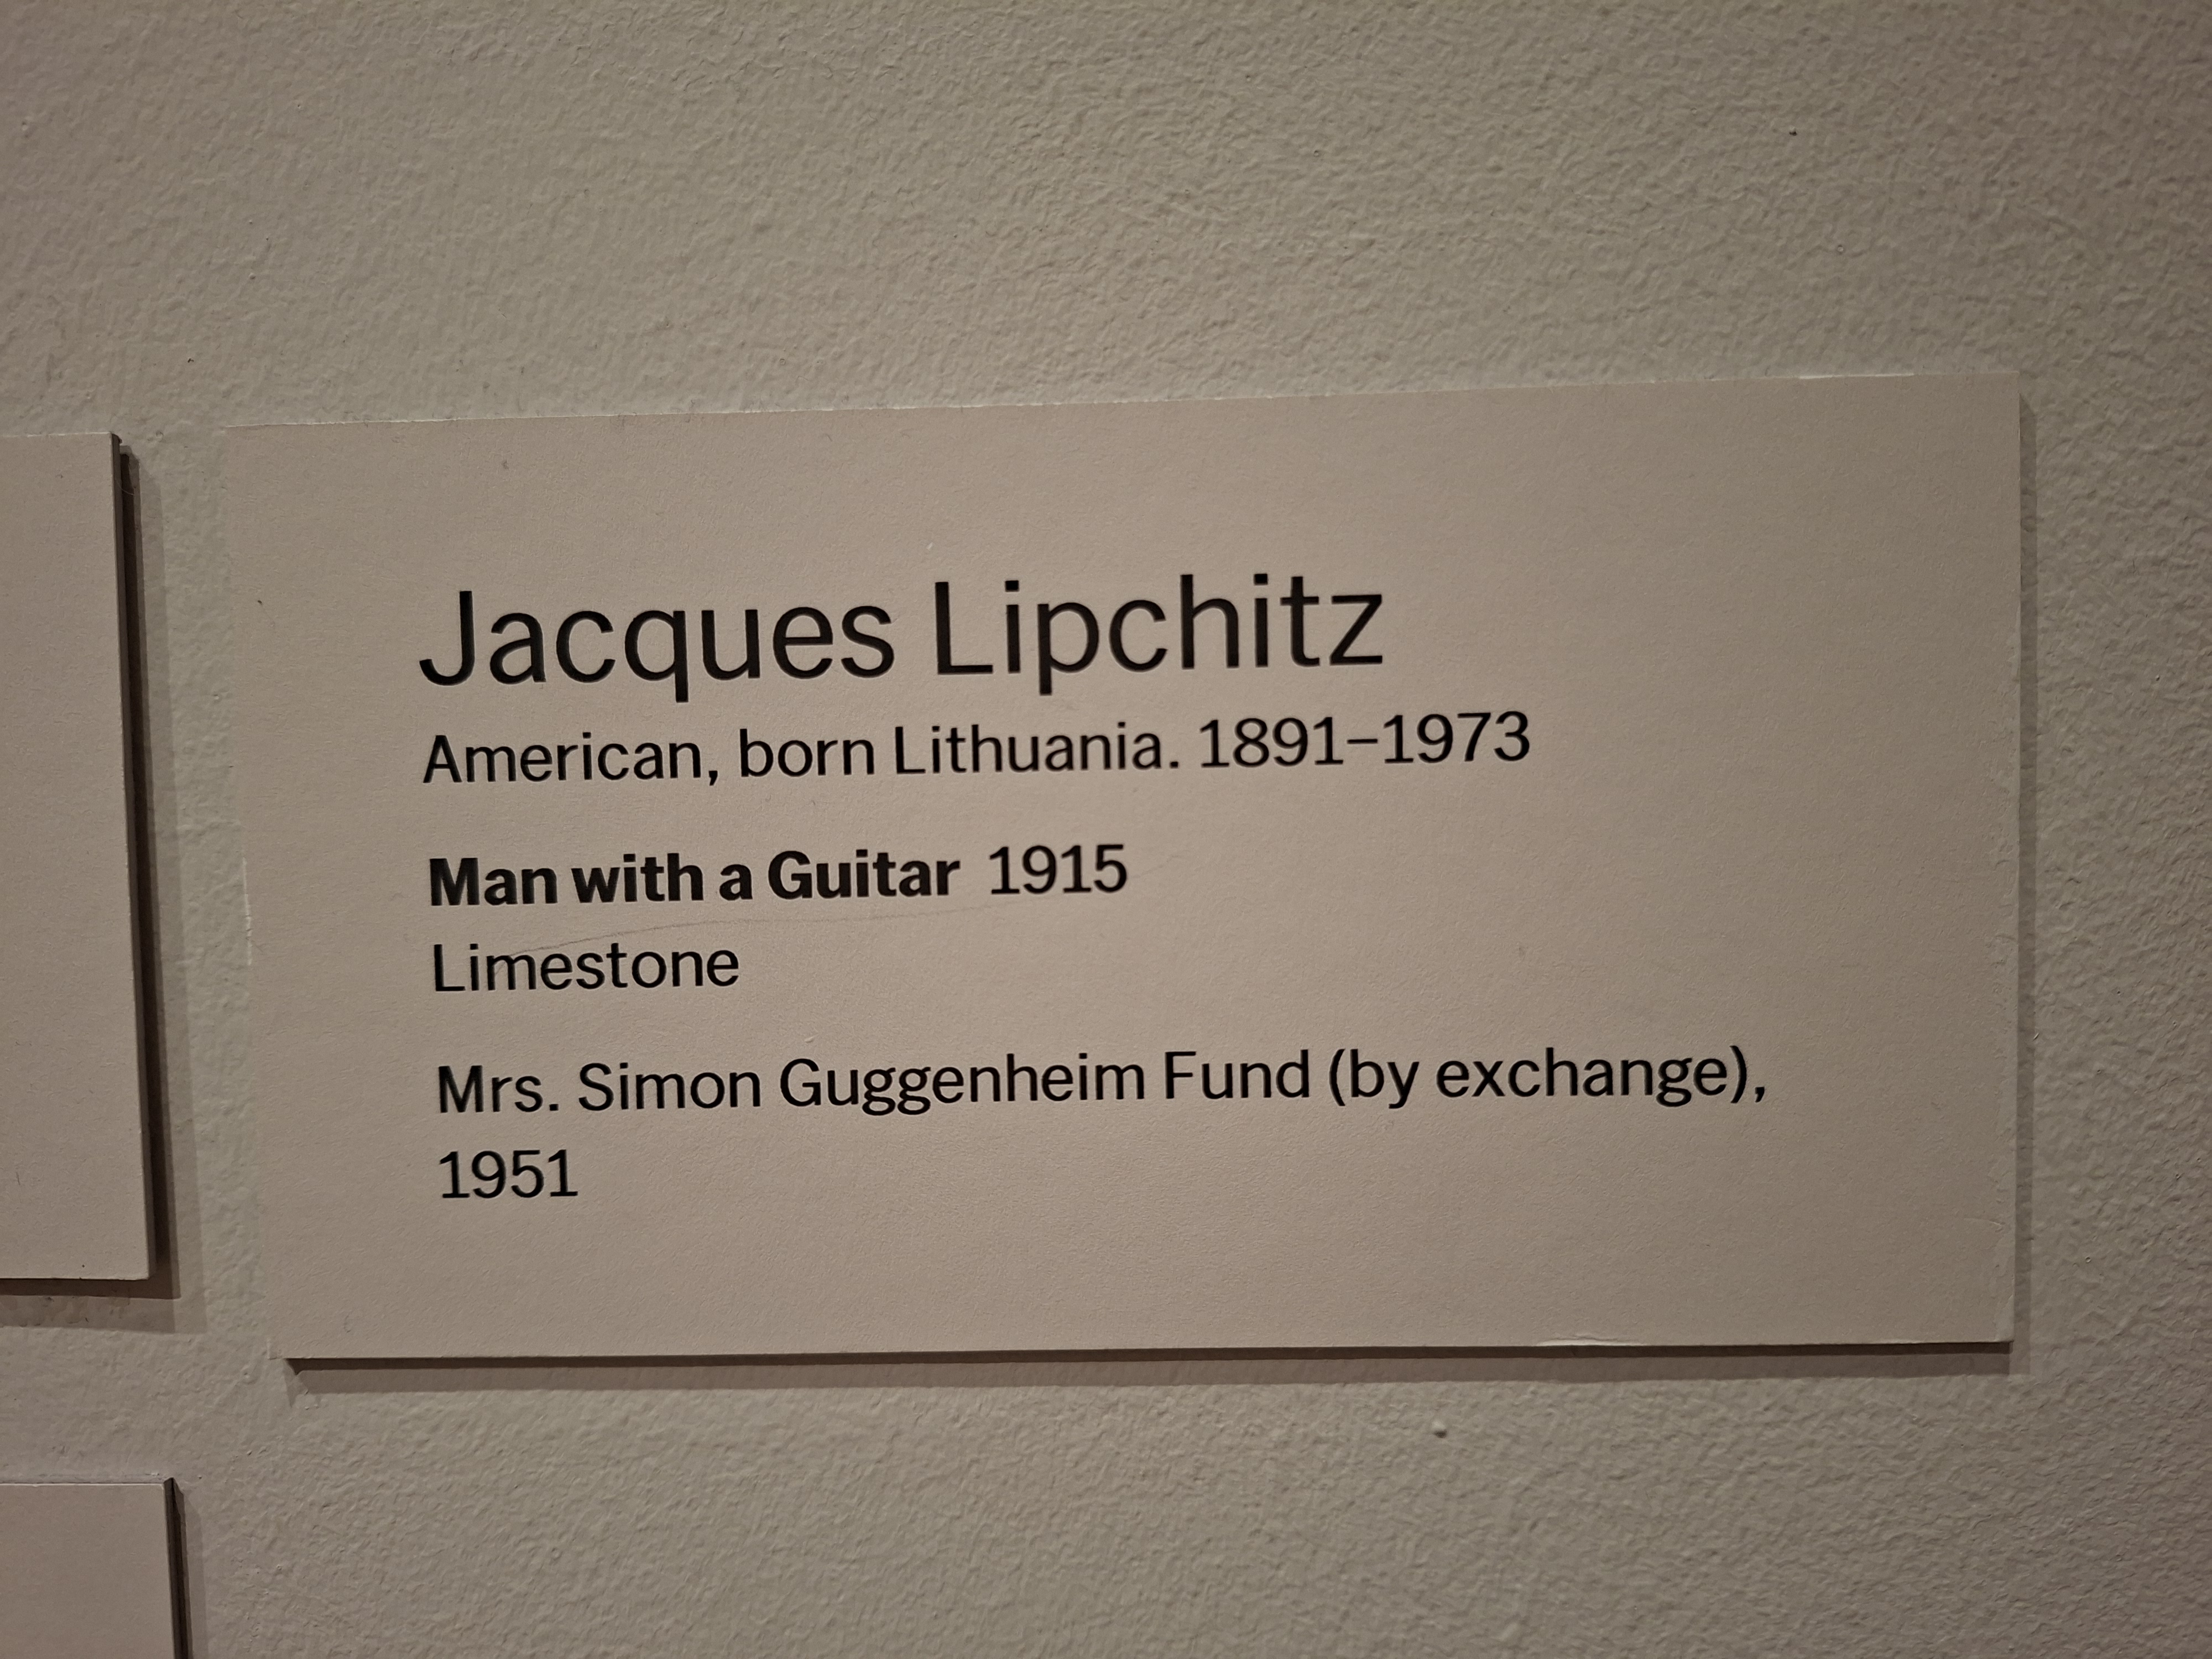 Jacques Lipchitz
American, born Lithuania. 1891–1973
Man with a Guitar 1915
Limestone
Mrs. Simon Guggenheim Fund (by exchange),
1951